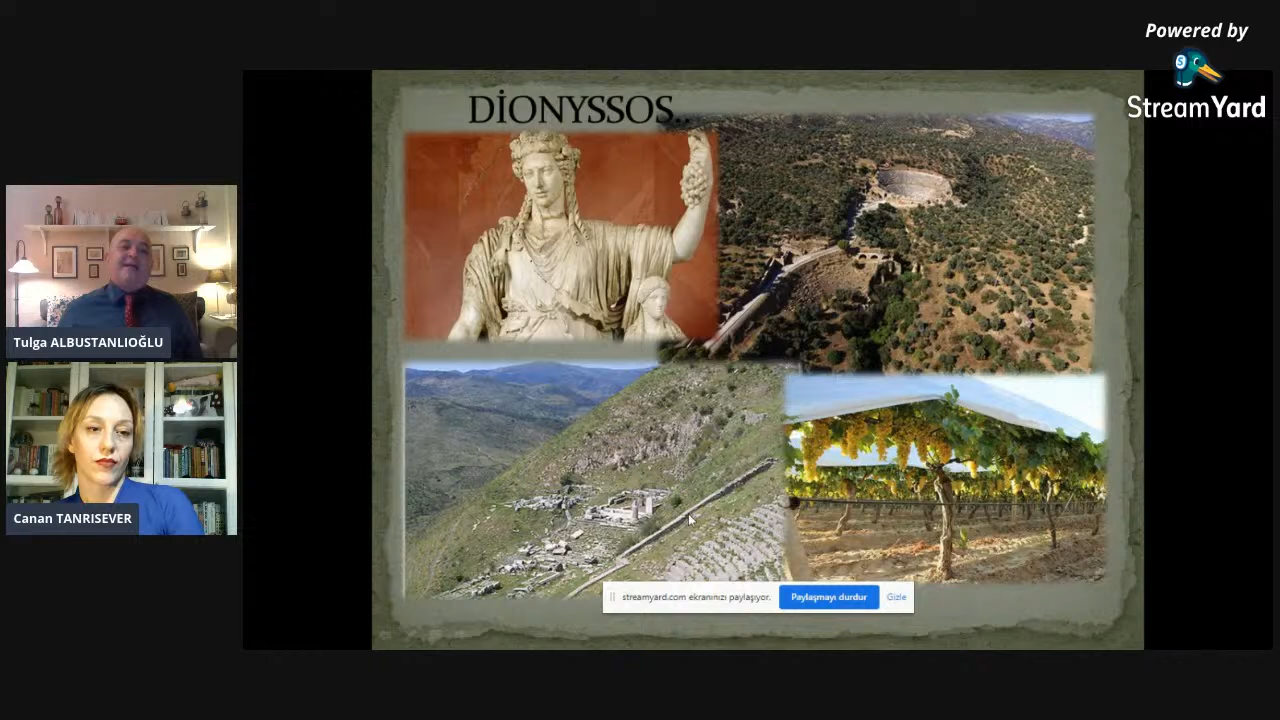 Powered by
StreamYard
DİONYSSOS..
Tulga ALBUSTANLIOĞLU
Canan TANRISEVER
streamyard.com ekranınızı paylaşıyor.
Paylaşmayı durdur
Gizle